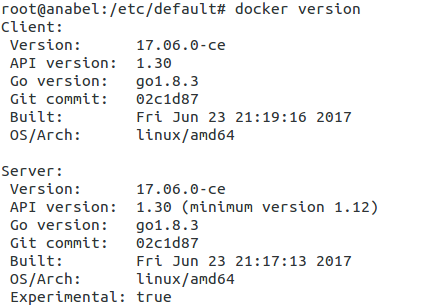 root@anabel:/etc/default# docker version
Client:
 Version:      17.06.0-ce
 API version:  1.30
 Go version:   go1.8.3
 Git commit:   02c1d87
 Built:        Fri Jun 23 21:19:16 2017
 OS/Arch:      linux/amd64

Server:
 Version:      17.06.0-ce
 API version:  1.30 (minimum version 1.12)
 Go version:   go1.8.3
 Git commit:   02c1d87
 Built:        Fri Jun 23 21:17:13 2017
 OS/Arch:      linux/amd64
 Experimental: true